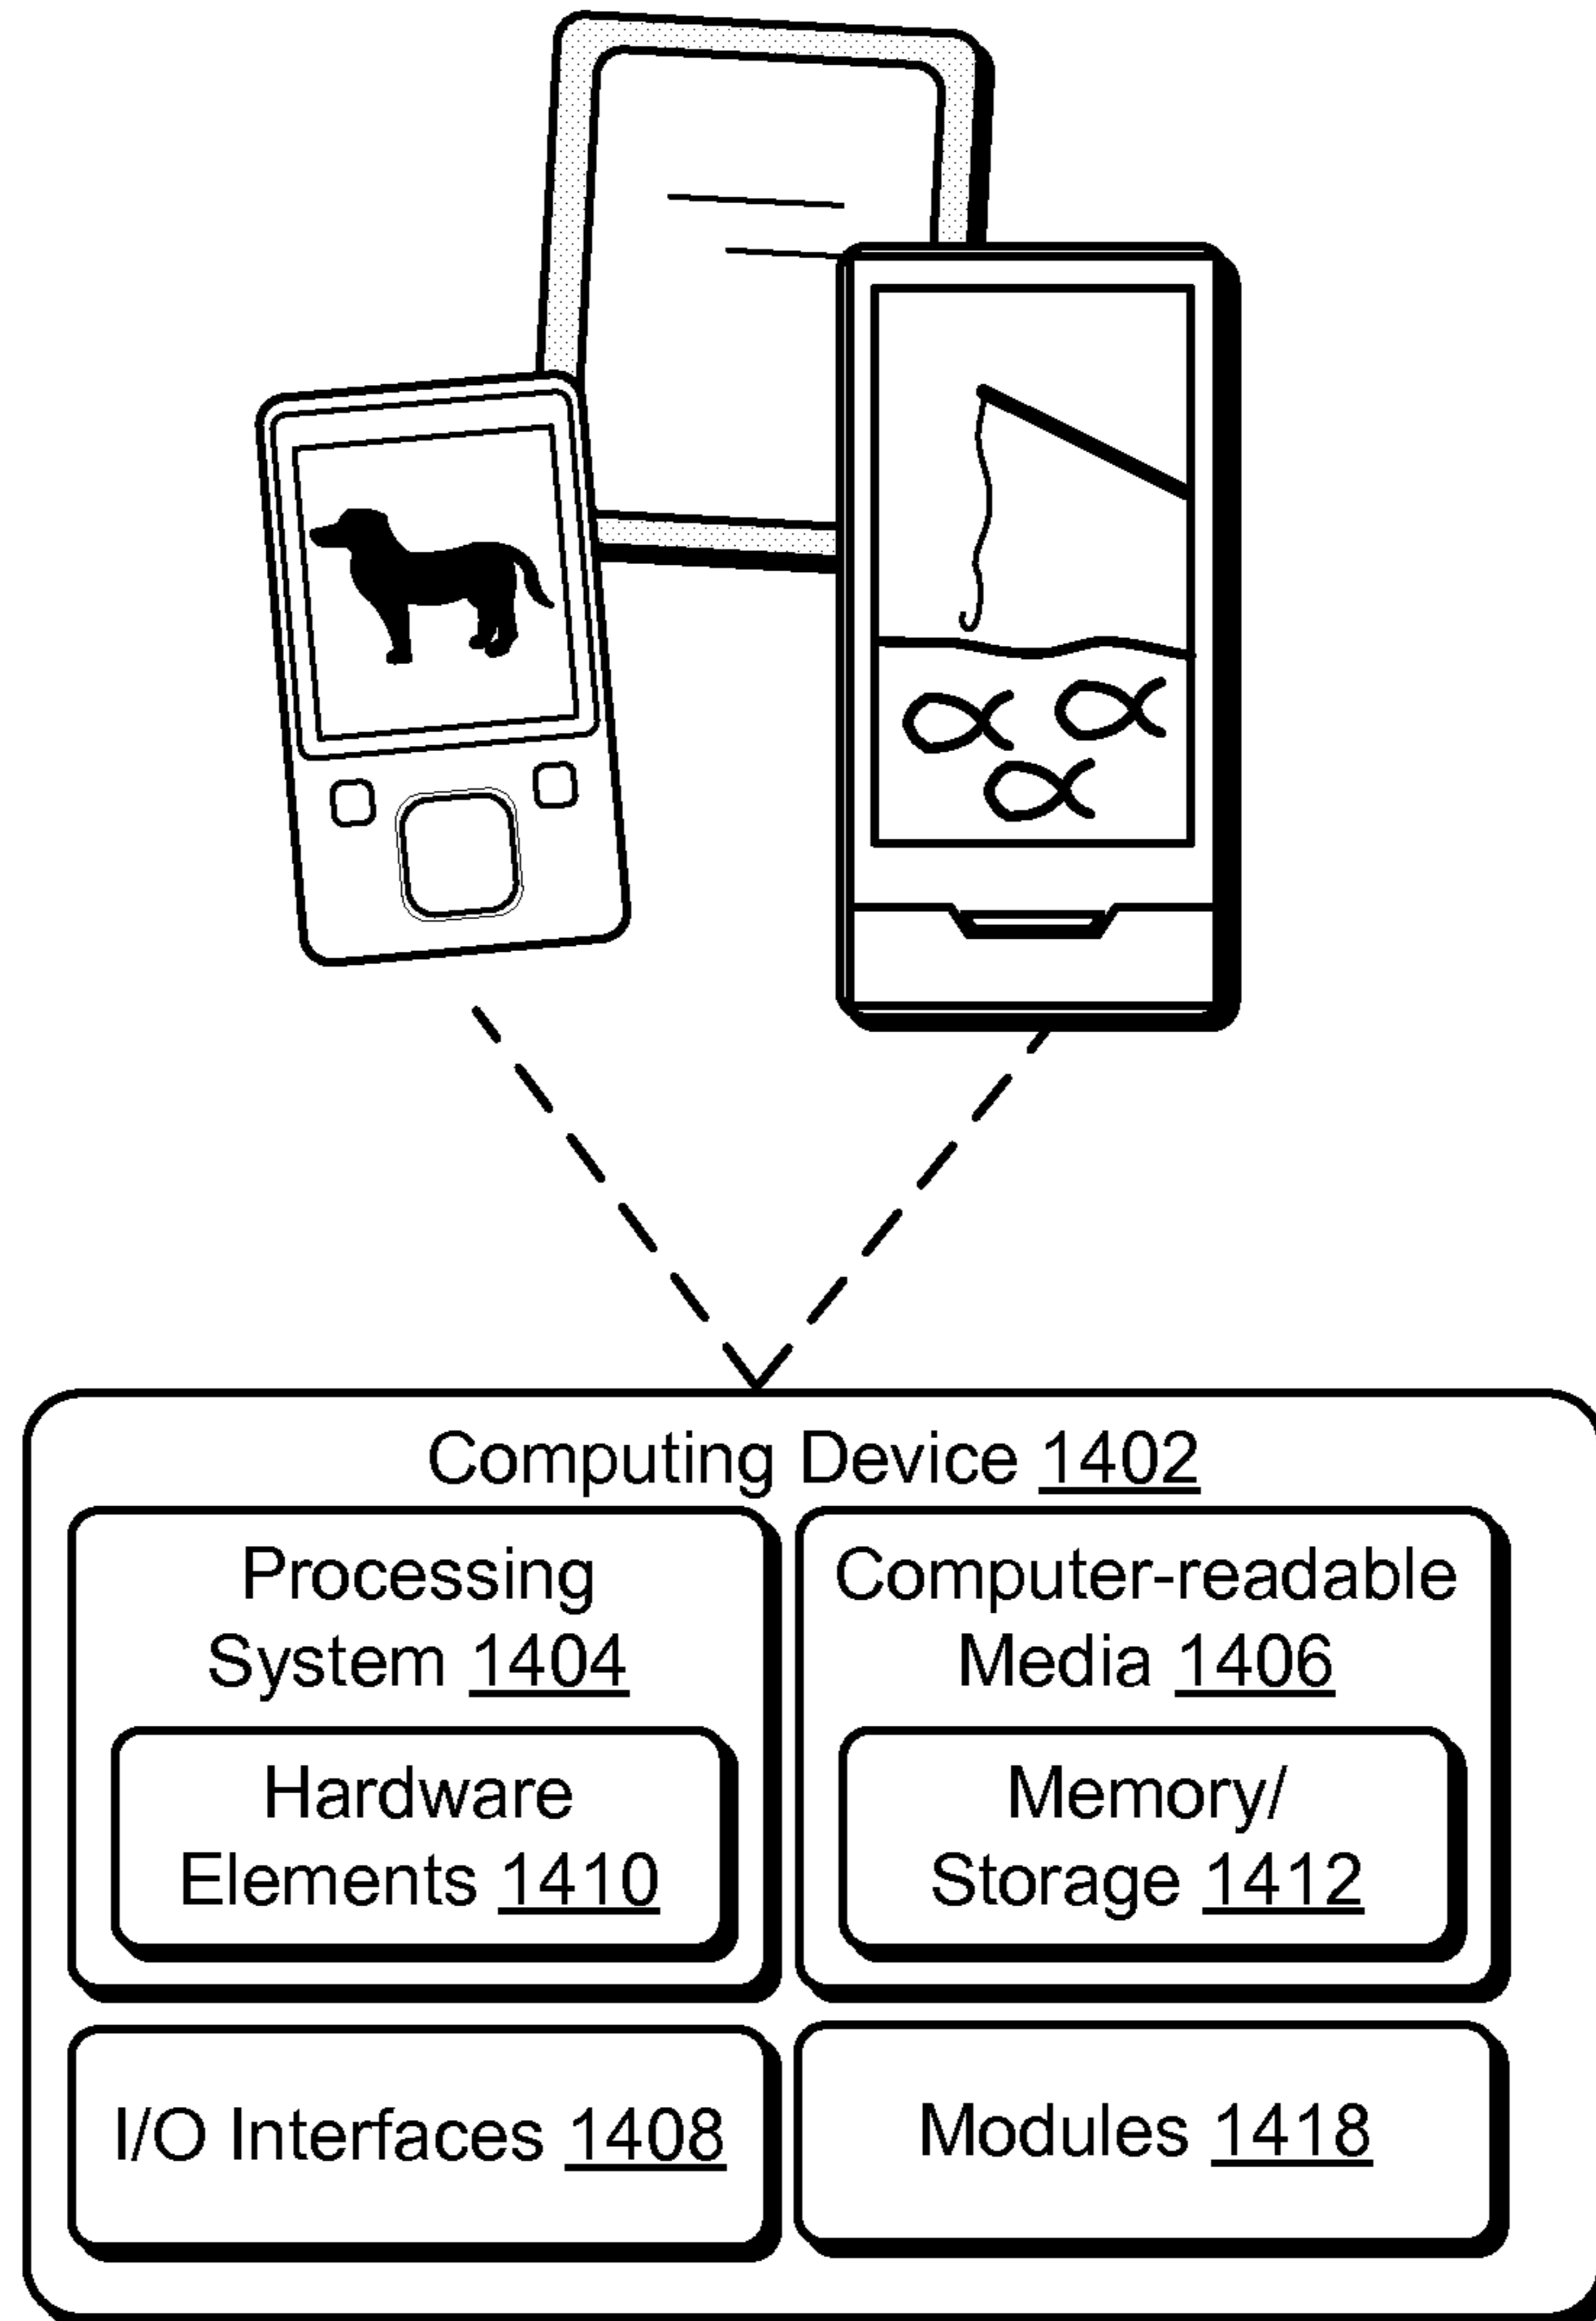 Computing Device 1402
Processing
System 1404
Hardware
Elements 1410
Computer-readable
Media 1406
Memory/
Storage 1412
I/O Interfaces 1408
Modules 1418